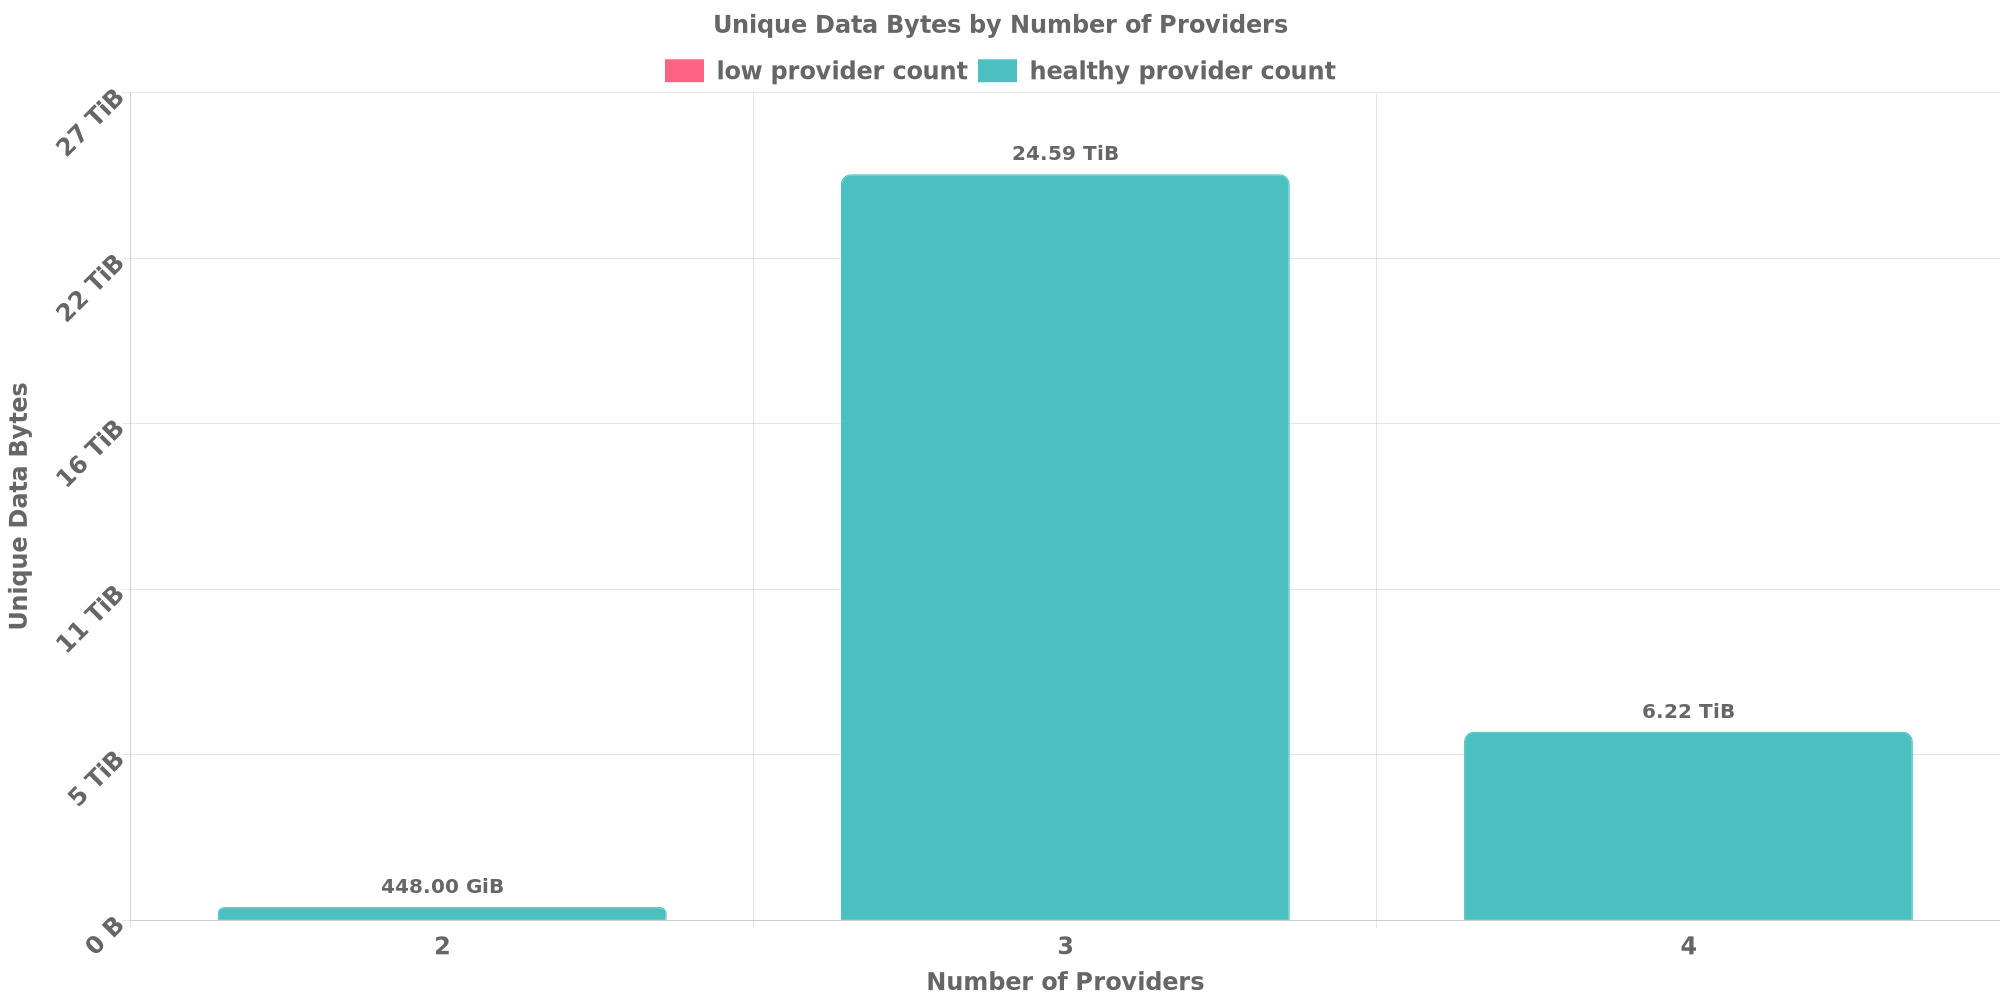 Unique Data Bytes by Number of Providers
low provider count healthy provider count
27 TiB
22 TiB
16 TiB
11 TiB
5 TiB
0 B
Unique Data Bytes
448.00 GiB
24.59 TiB
6.22 TiB
2 3 4
Number of Providers